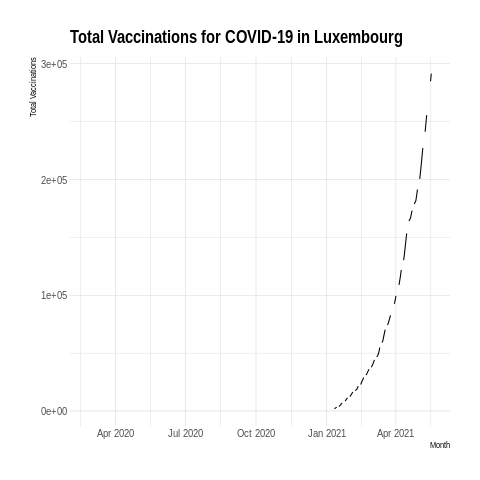 Total Vaccinations for COVID-19 in Luxembourg
Total Vaccinations
3e+05
2e+05
1e+05
0e+00
Apr 2020 Jul 2020 Oct 2020 Jan 2021 Apr 2021
Month